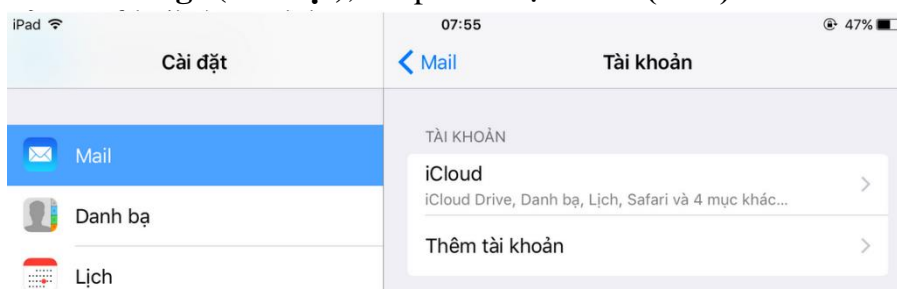 iPad 07:55 47%
Cài đặt
Mail Tài khoản
Mail
Danh bạ
Lịch
TÀI KHOẢN
iCloud
iCloud Drive, Danh bạ, Lịch, Safari và 4 mục khác...
Thêm tài khoản